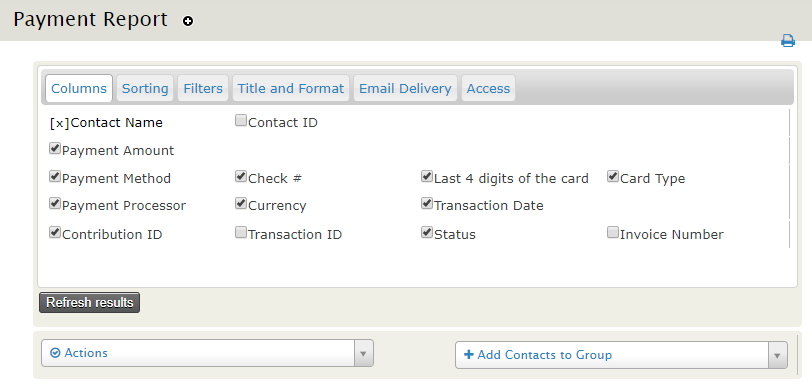 Payment Report
Columns Sorting Filters Title and Format Email Delivery Access
[x]Contact Name Contact ID
Payment Amount
Payment Method Check # Last 4 digits of the card Card Type
Payment Processor Currency Transaction Date
Contribution ID Transaction ID Status Invoice Number
Refresh results
Actions Add Contacts to Group